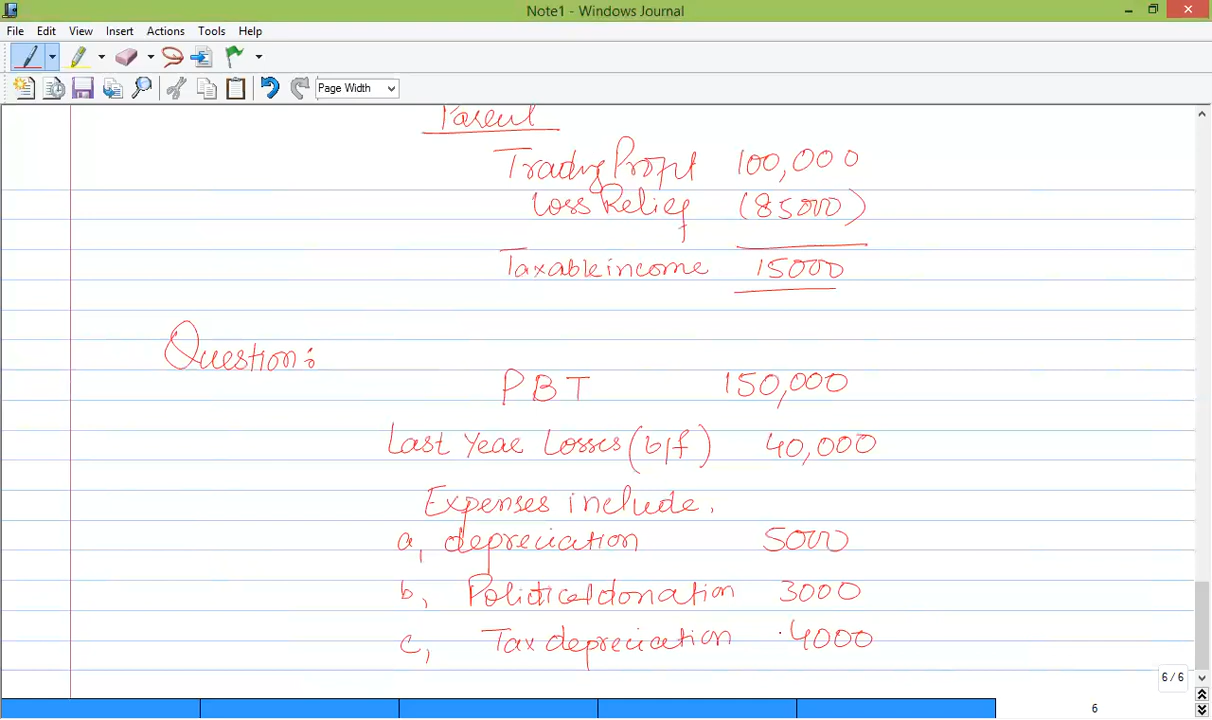 Note1 - Windows Journal
File Edit View Insert Actions Tools Help
Page Width
Parent
Trading Profit 100,000
Loss Relief (85000)
Taxable income 15000
Question:
PBT 150,000
Last Year Losses (b/f) 40,000
Expenses include,
a, depreciation 5000
b, Political donation 3000
c, Tax depreciation 4000
6 / 6
6